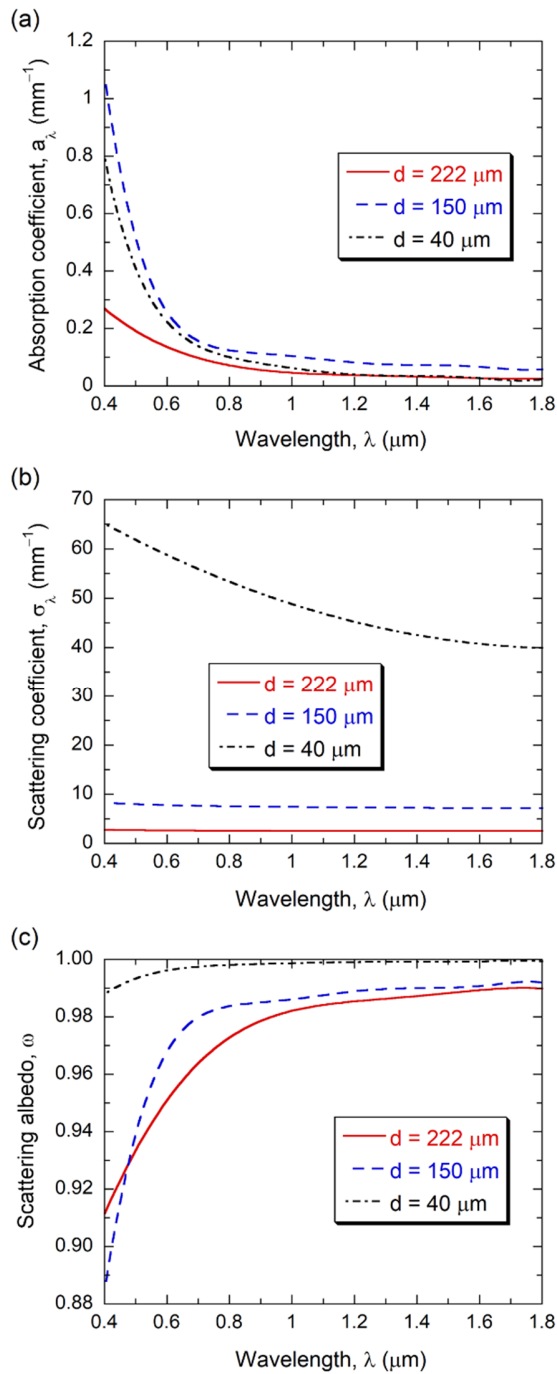 (a)
1.2
1
0.8
0.6
0.4
0.2
0
Absorption coefficient, aλ (mm⁻¹)
d = 222 μm
d = 150 μm
d = 40 μm
0.4 0.6 0.8 1 1.2 1.4 1.6 1.8
Wavelength, λ (μm)
(b)
70
60
50
40
30
20
10
0
Scattering coefficient, σλ (mm⁻¹)
d = 222 μm
d = 150 μm
d = 40 μm
0.4 0.6 0.8 1 1.2 1.4 1.6 1.8
Wavelength, λ (μm)
(c)
1.00
0.98
0.96
0.94
0.92
0.90
0.88
Scattering albedo, ω
d = 222 μm
d = 150 μm
d = 40 μm
0.4 0.6 0.8 1 1.2 1.4 1.6 1.8
Wavelength, λ (μm)